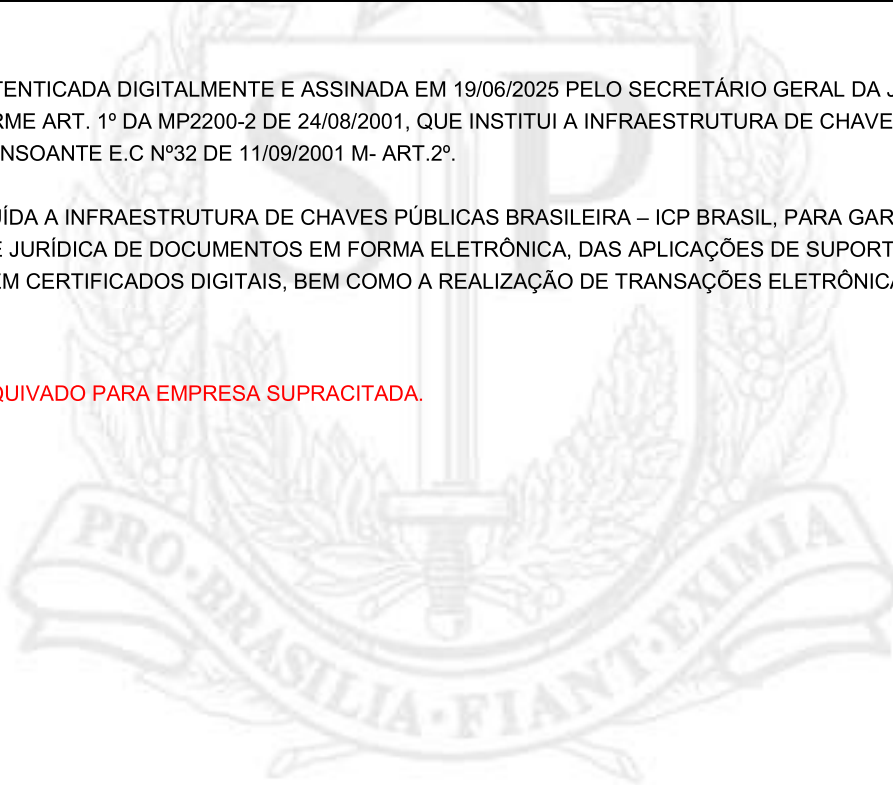 TENTICADA DIGITALMENTE E ASSINADA EM 19/06/2025 PELO SECRETÁRIO GERAL DA J
RME ART. 1º DA MP2200-2 DE 24/08/2001, QUE INSTITUI A INFRAESTRUTURA DE CHAVE
NSOANTE E.C Nº32 DE 11/09/2001 M- ART.2º.
ÍDA A INFRAESTRUTURA DE CHAVES PÚBLICAS BRASILEIRA – ICP BRASIL, PARA GAR
E JURÍDICA DE DOCUMENTOS EM FORMA ELETRÔNICA, DAS APLICAÇÕES DE SUPORT
EM CERTIFICADOS DIGITAIS, BEM COMO A REALIZAÇÃO DE TRANSAÇÕES ELETRÔNICA
QUIVADO PARA EMPRESA SUPRACITADA.
SP
PRO·BRASILIA·FIANT·EXIMIA